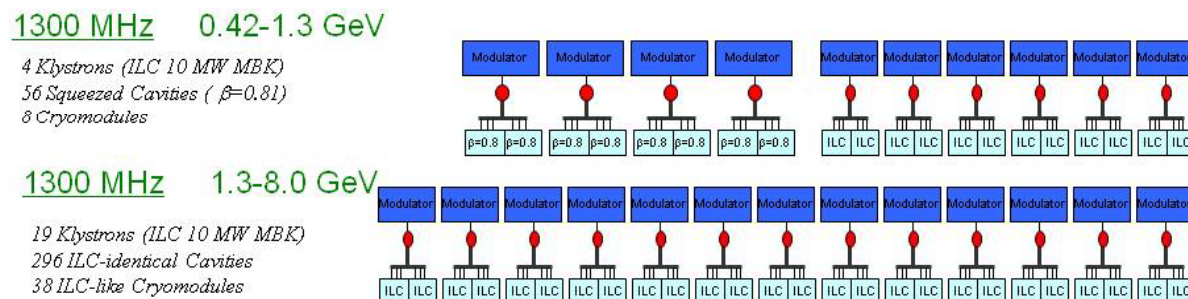 1300 MHz 0.42-1.3 GeV
4 Klystrons (ILC 10 MW MBK)
56 Squeezed Cavities ( β=0.81)
8 Cryomodules
Modulator Modulator Modulator Modulator Modulator Modulator Modulator Modulator Modulator Modulator
β=0.8 β=0.8 β=0.8 β=0.8 β=0.8 β=0.8 β=0.8 β=0.8 ILC ILC ILC ILC ILC ILC ILC ILC ILC ILC ILC ILC
1300 MHz 1.3-8.0 GeV
19 Klystrons (ILC 10 MW MBK)
296 ILC-identical Cavities
38 ILC-like Cryomodules
Modulator Modulator Modulator Modulator Modulator Modulator Modulator Modulator Modulator Modulator Modulator Modulator Modulator
ILC ILC ILC ILC ILC ILC ILC ILC ILC ILC ILC ILC ILC ILC ILC ILC ILC ILC ILC ILC ILC ILC ILC ILC ILC ILC